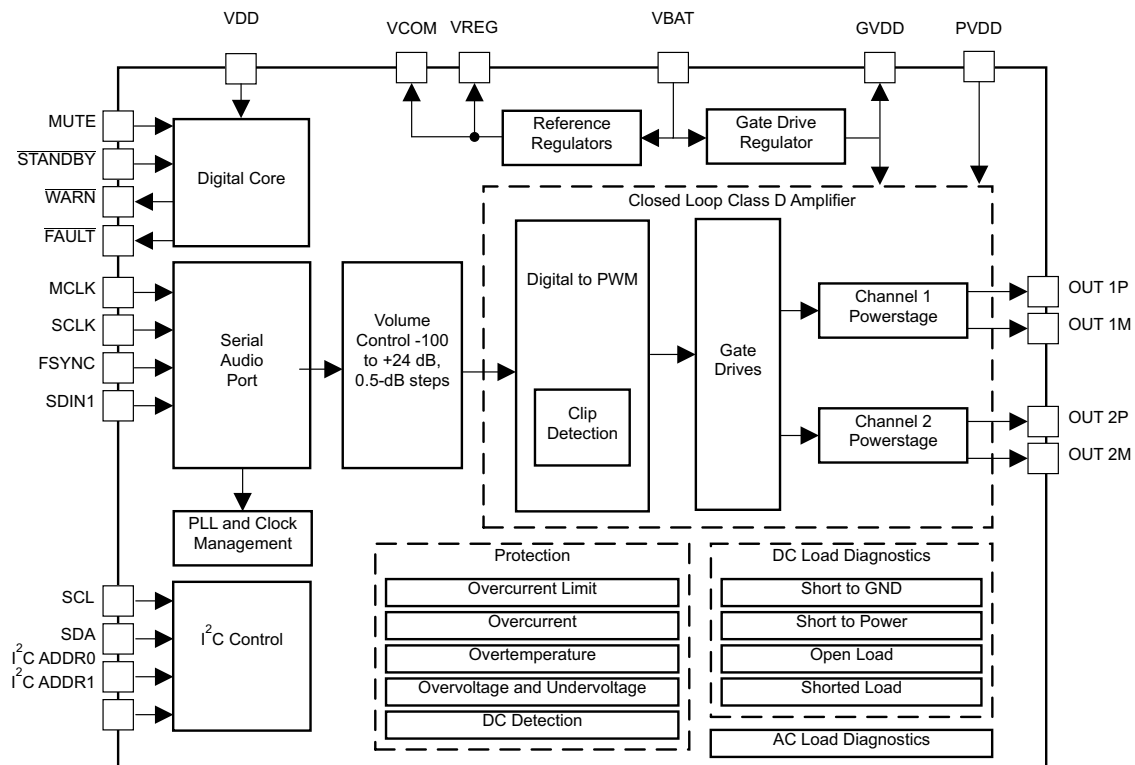 VDD
VCOM
VREG
VBAT
GVDD
PVDD
MUTE
STANDBY
WARN
FAULT
MCLK
SCLK
FSYNC
SDIN1
SCL
SDA
I²C ADDR0
I²C ADDR1
Digital Core
Reference
Regulators
Gate Drive
Regulator
Closed Loop Class D Amplifier
Serial
Audio
Port
Volume
Control -100
to +24 dB,
0.5-dB steps
Digital to PWM
Clip
Detection
Gate
Drives
Channel 1
Powerstage
Channel 2
Powerstage
OUT 1P
OUT 1M
OUT 2P
OUT 2M
PLL and Clock
Management
I²C Control
Protection
Overcurrent Limit
Overcurrent
Overtemperature
Overvoltage and Undervoltage
DC Detection
DC Load Diagnostics
Short to GND
Short to Power
Open Load
Shorted Load
AC Load Diagnostics